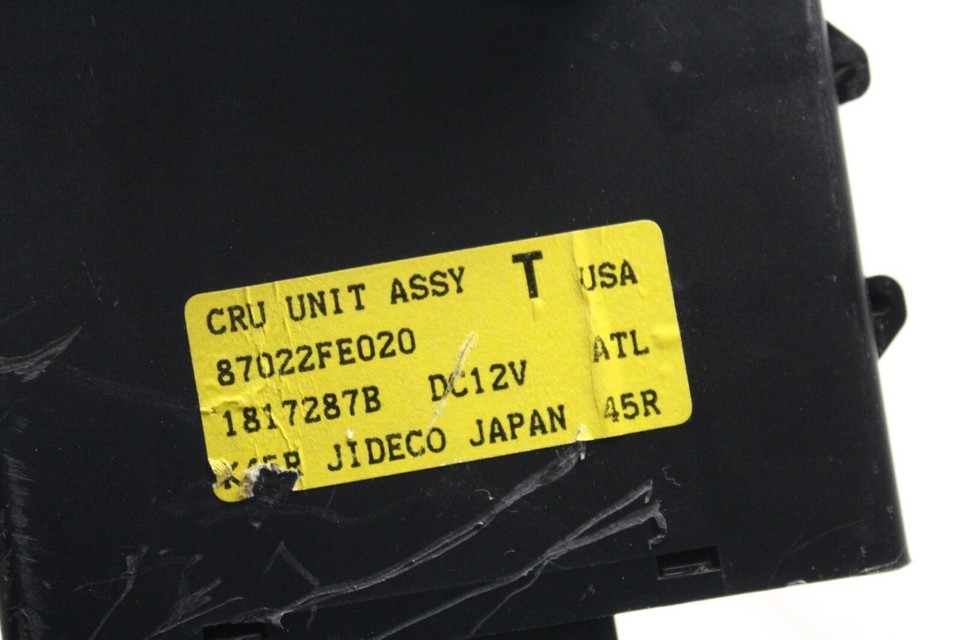 CRU UNIT ASSY T USA
87022FE020 ATL
1817287B DC12V
JIDECO JAPAN 45R